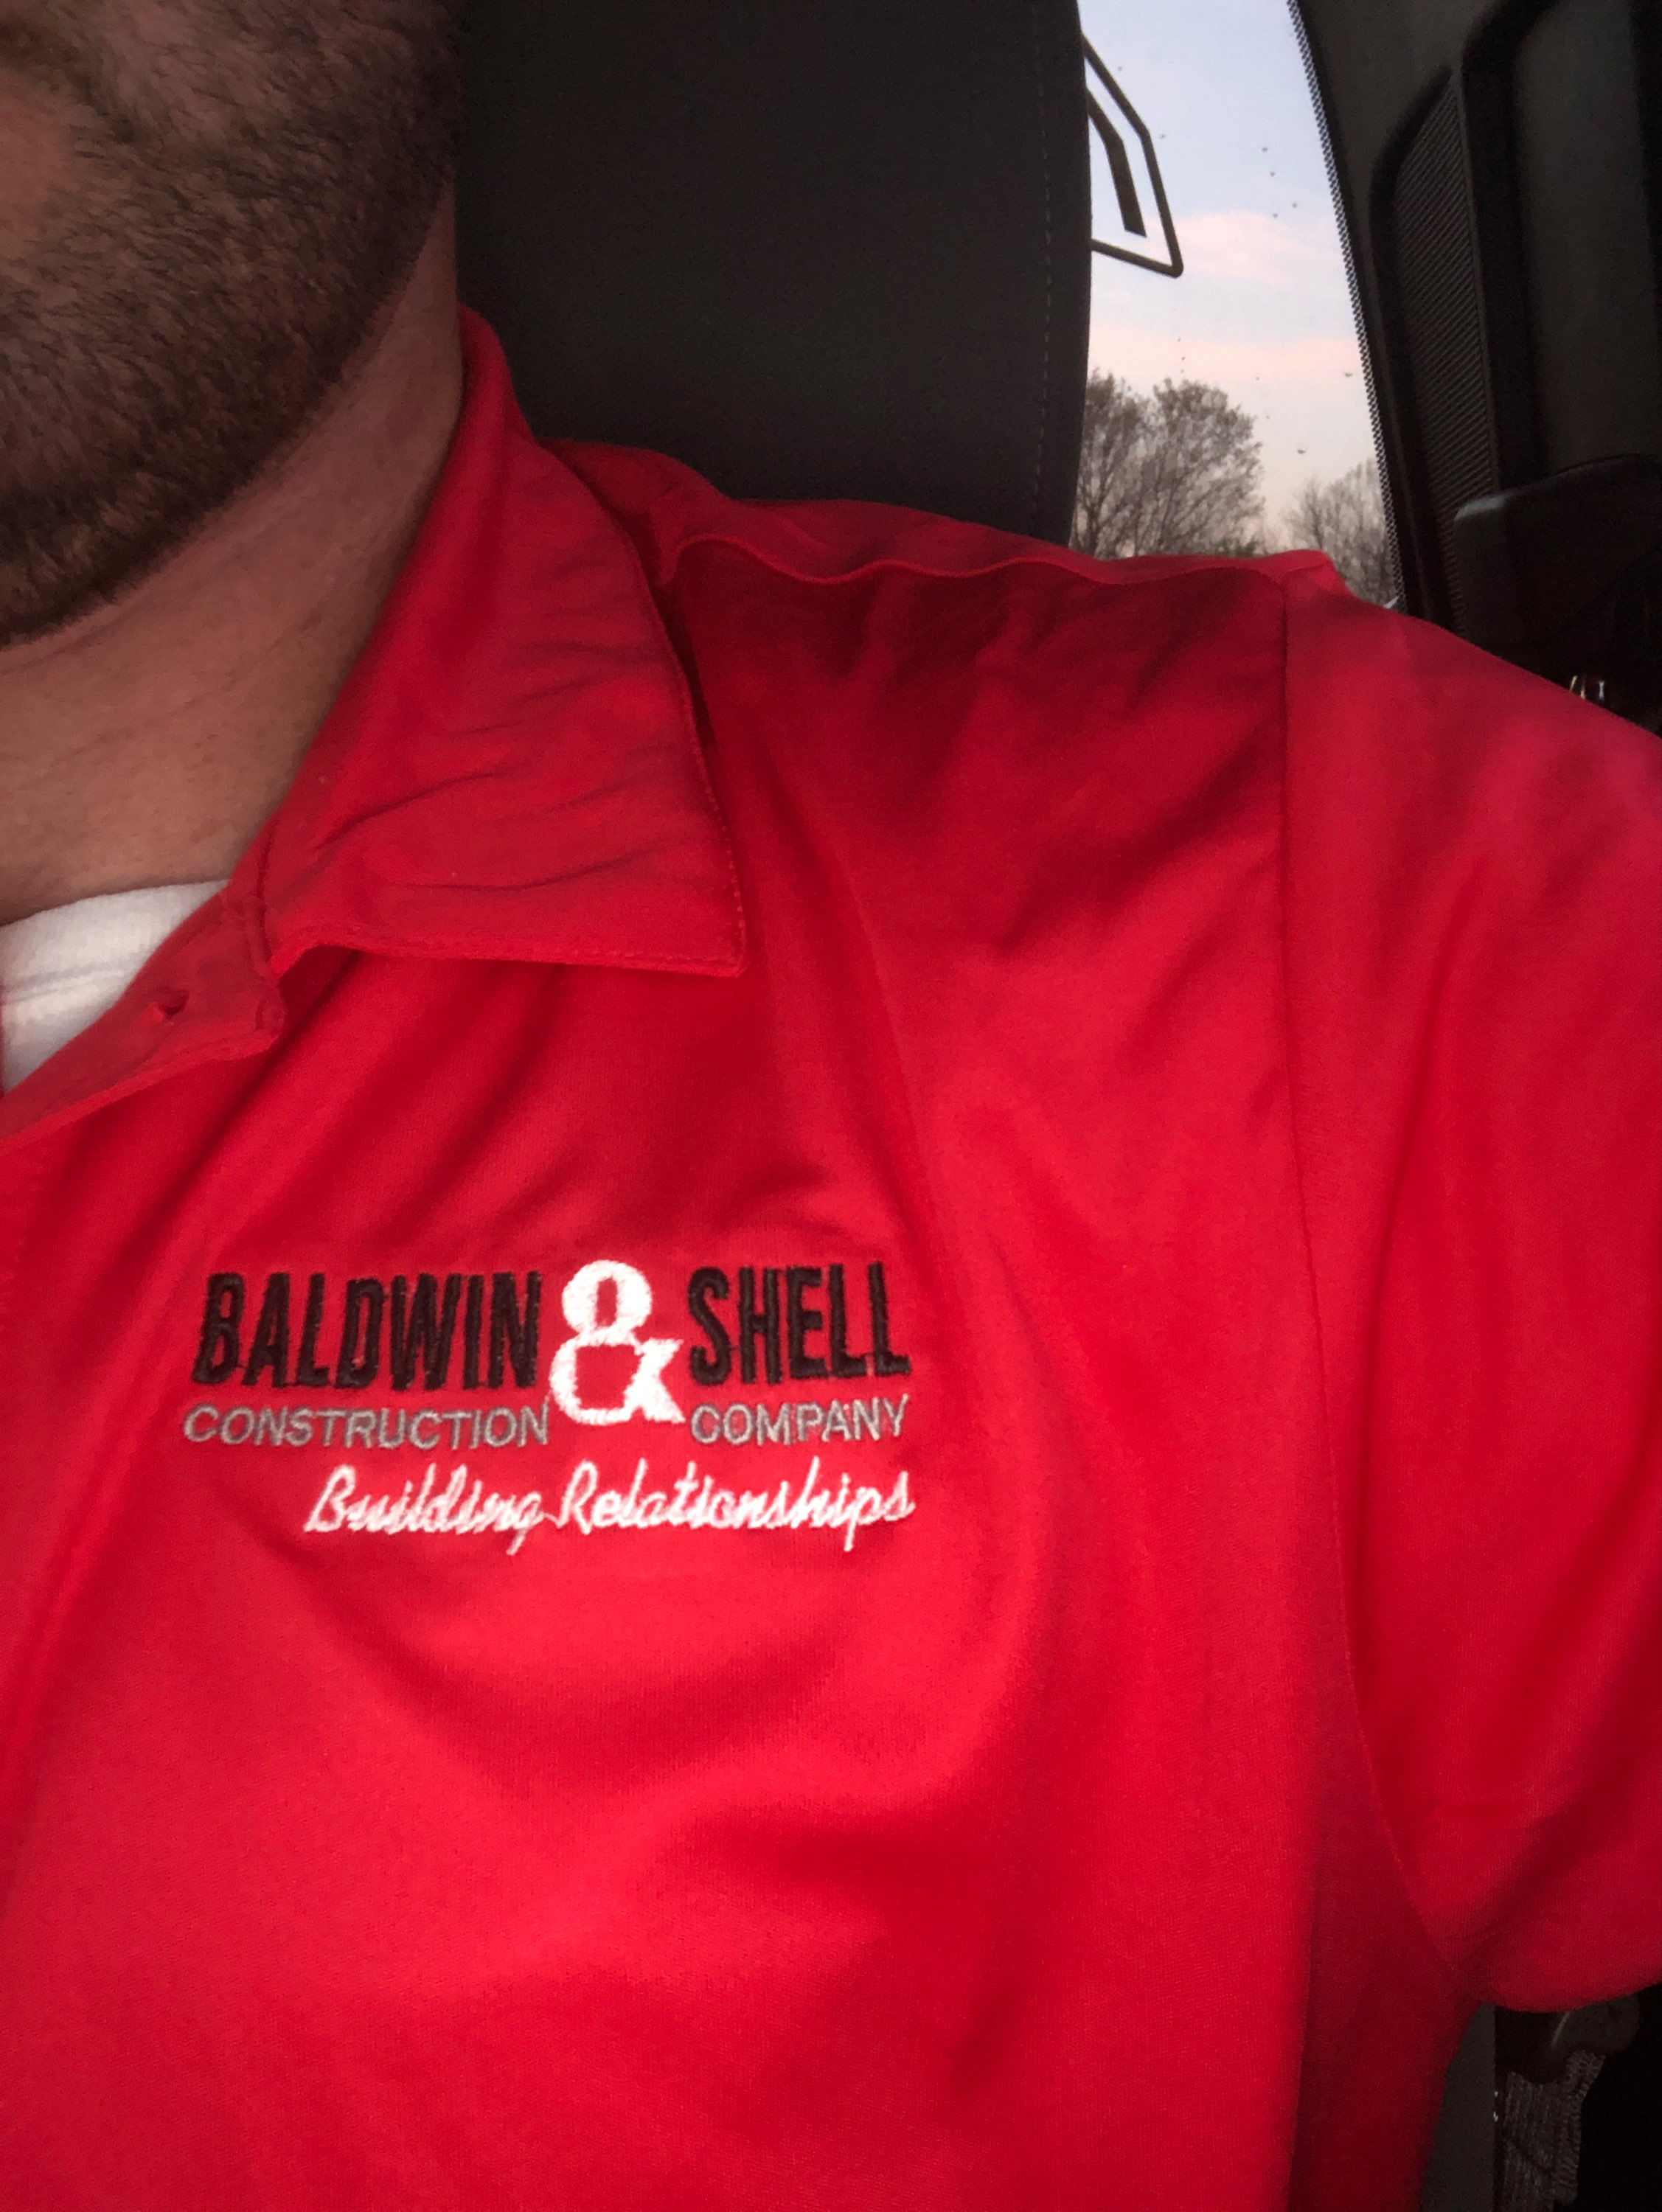 BALDWIN & SHELL
CONSTRUCTION COMPANY
Building Relationships